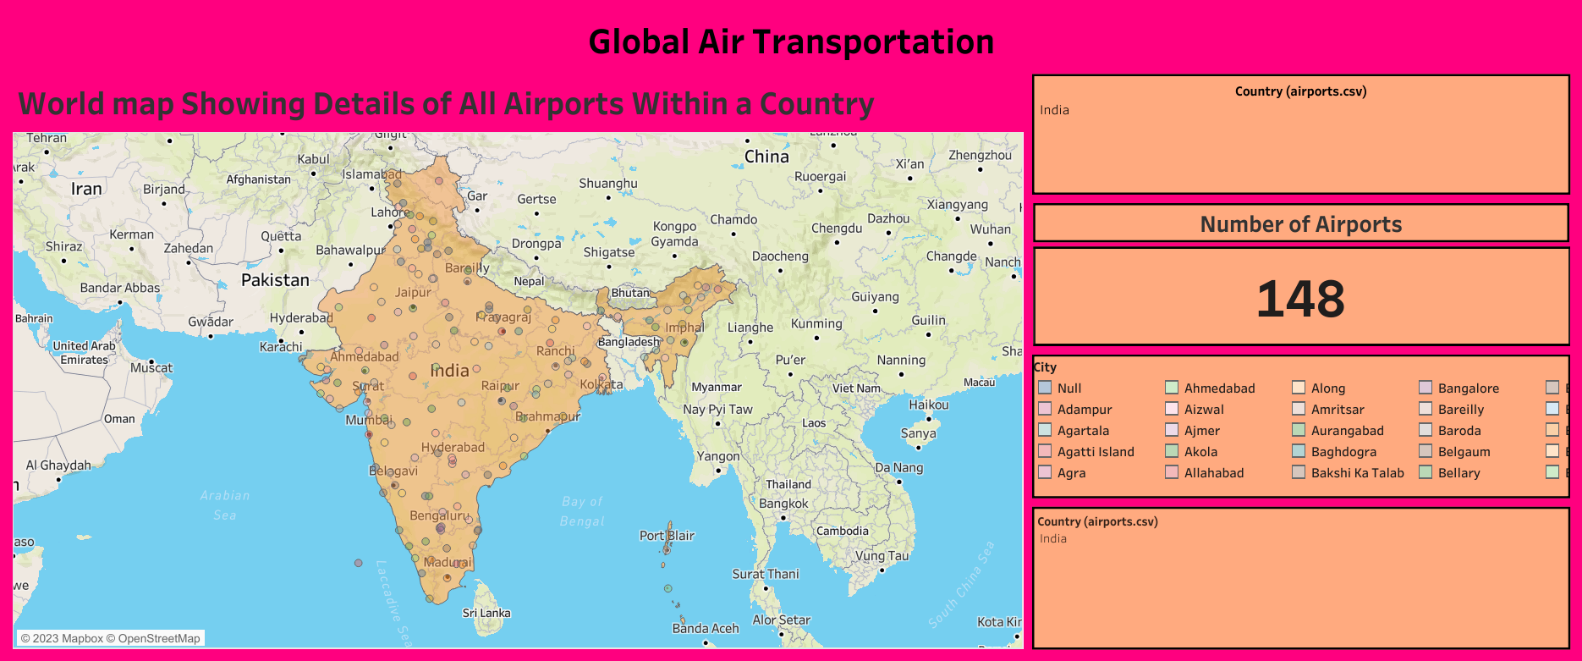 Global Air Transportation
World map Showing Details of All Airports Within a Country
Tehran
Gilgit
Kabul
China
Zhengzhou
Xi'an
Afghanistan
Islamabad
Iran
Birjand
Shuanghu
Ruoergai
Gar
Gertse
Xiangyang
Lahore
Chamdo
Dazhou
Kerman
Quetta
Kongpo
Gyamda
Chengdu
Wuhan
Shiraz
Zahedan
Bahawalpur
Drongpa
Shigatse
Daocheng
Changde
Nanch
Bareilly
Pakistan
Nepal
Bandar Abbas
Jaipur
Bhutan
Guiyang
Bahrain
Gwadar
Hyderabad
Prayagraj
Imphal
Lianghe
Kunming
Guilin
United Arab
Emirates
Karachi
Bangladesh
Muscat
Ahmedabad
Ranchi
Pu'er
Nanning
Sha
India
Surat
Raipur
Kolkata
Myanmar
Viet Nam
Macau
Oman
Mumbai
Brahmapur
Nay Pyi Taw
Laos
Haikou
Sanya
Hyderabad
Al Ghaydah
Belagavi
Yangon
Da Nang
Thailand
Arabian
Sea
Bay of
Bengal
Bangkok
Bengaluru
Port Blair
Cambodia
Vung Tau
Madurai
Laccadive Sea
Surat Thani
South China Sea
Sri Lanka
Banda Aceh
Alor Setar
Kota Kin
© 2023 Mapbox © OpenStreetMap
Country (airports.csv)
India
Number of Airports
148
City
Null Ahmedabad Along Bangalore
Adampur Aizwal Amritsar Bareilly
Agartala Ajmer Aurangabad Baroda
Agatti Island Akola Baghdogra Belgaum
Agra Allahabad Bakshi Ka Talab Bellary
Country (airports.csv)
India